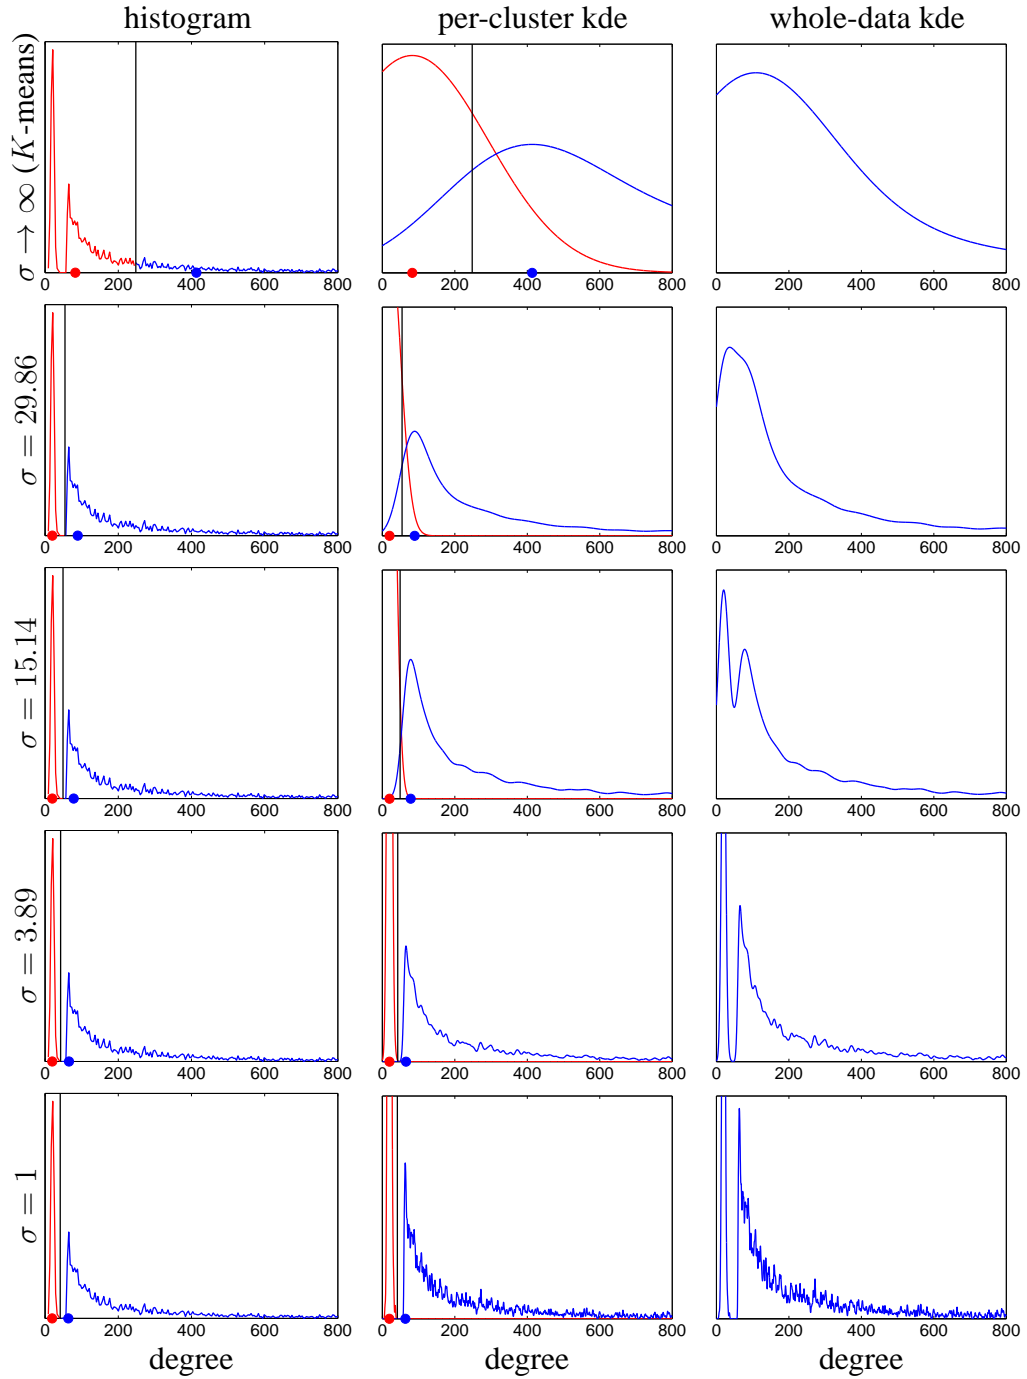 histogram per-cluster kde whole-data kde
σ → ∞ (K-means)
0 200 400 600 800 0 200 400 600 800 0 200 400 600 800
σ = 29.86
0 200 400 600 800 0 200 400 600 800 0 200 400 600 800
σ = 15.14
0 200 400 600 800 0 200 400 600 800 0 200 400 600 800
σ = 3.89
0 200 400 600 800 0 200 400 600 800 0 200 400 600 800
σ = 1
0 200 400 600 800 0 200 400 600 800 0 200 400 600 800
degree degree degree